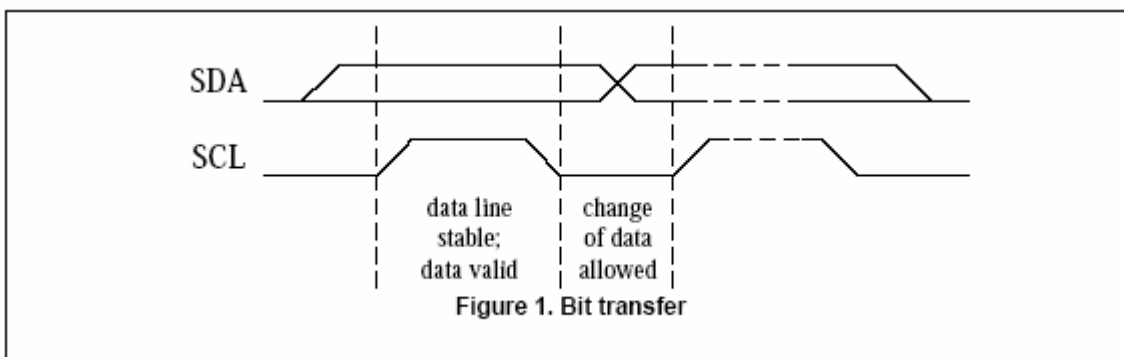 SDA
SCL
data line
stable;
data valid
change
of data
allowed
Figure 1. Bit transfer